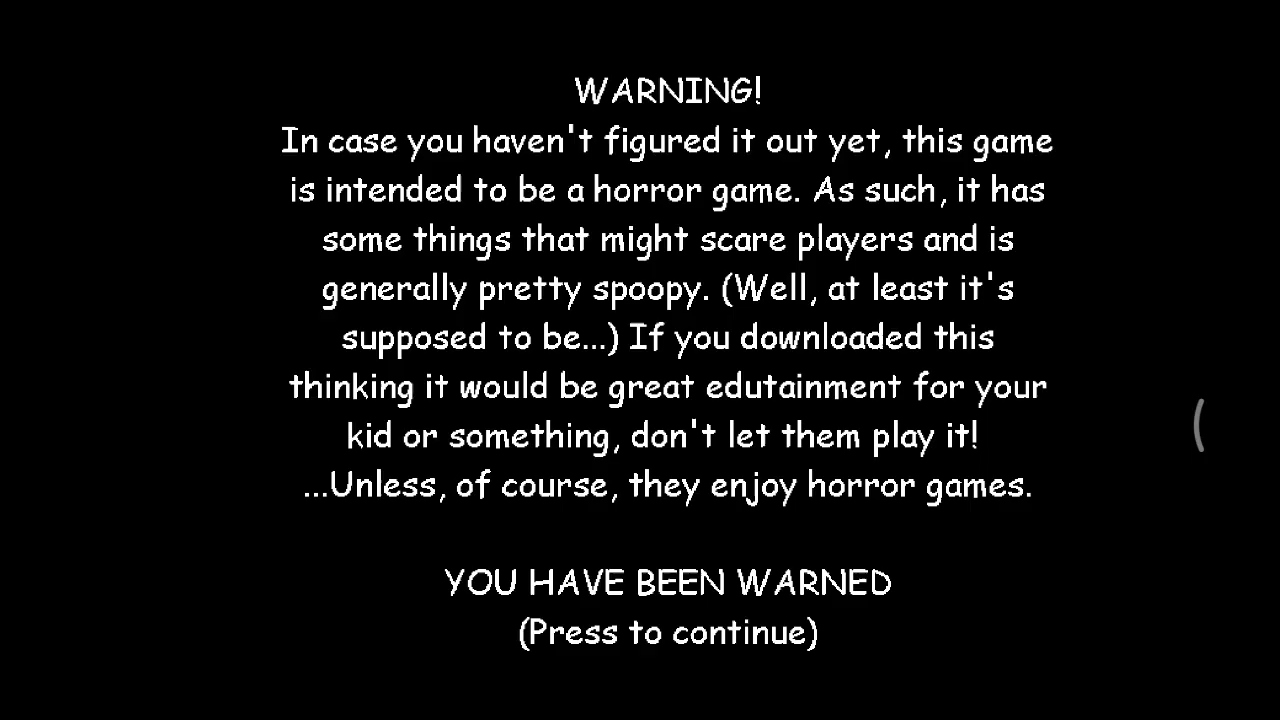 WARNING!
In case you haven't figured it out yet, this game
is intended to be a horror game. As such, it has
some things that might scare players and is
generally pretty spoopy. (Well, at least it's
supposed to be...) If you downloaded this
thinking it would be great edutainment for your
kid or something, don't let them play it!
...Unless, of course, they enjoy horror games.
YOU HAVE BEEN WARNED
(Press to continue)